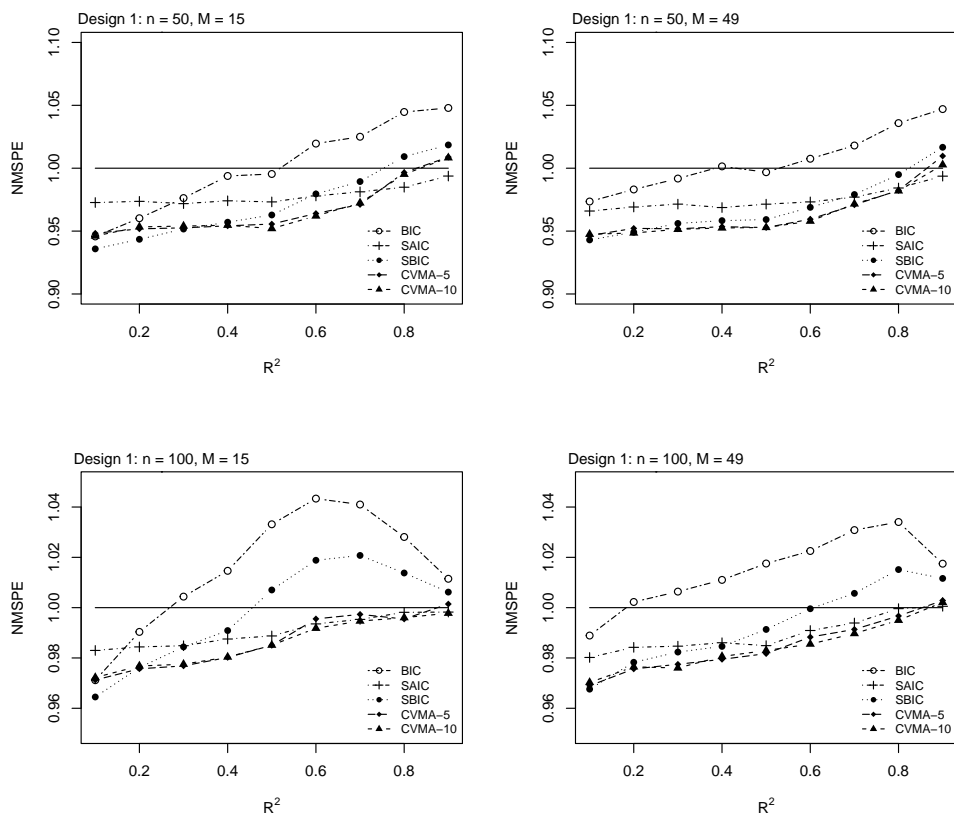 Design 1: n = 50, M = 15
NMSPE
1.10
1.05
1.00
0.95
0.90
BIC
SAIC
SBIC
CVMA−5
CVMA−10
0.2
0.4
0.6
0.8
R²
Design 1: n = 50, M = 49
NMSPE
1.10
1.05
1.00
0.95
0.90
BIC
SAIC
SBIC
CVMA−5
CVMA−10
0.2
0.4
0.6
0.8
R²
Design 1: n = 100, M = 15
NMSPE
1.04
1.02
1.00
0.98
0.96
BIC
SAIC
SBIC
CVMA−5
CVMA−10
0.2
0.4
0.6
0.8
R²
Design 1: n = 100, M = 49
NMSPE
1.04
1.02
1.00
0.98
0.96
BIC
SAIC
SBIC
CVMA−5
CVMA−10
0.2
0.4
0.6
0.8
R²